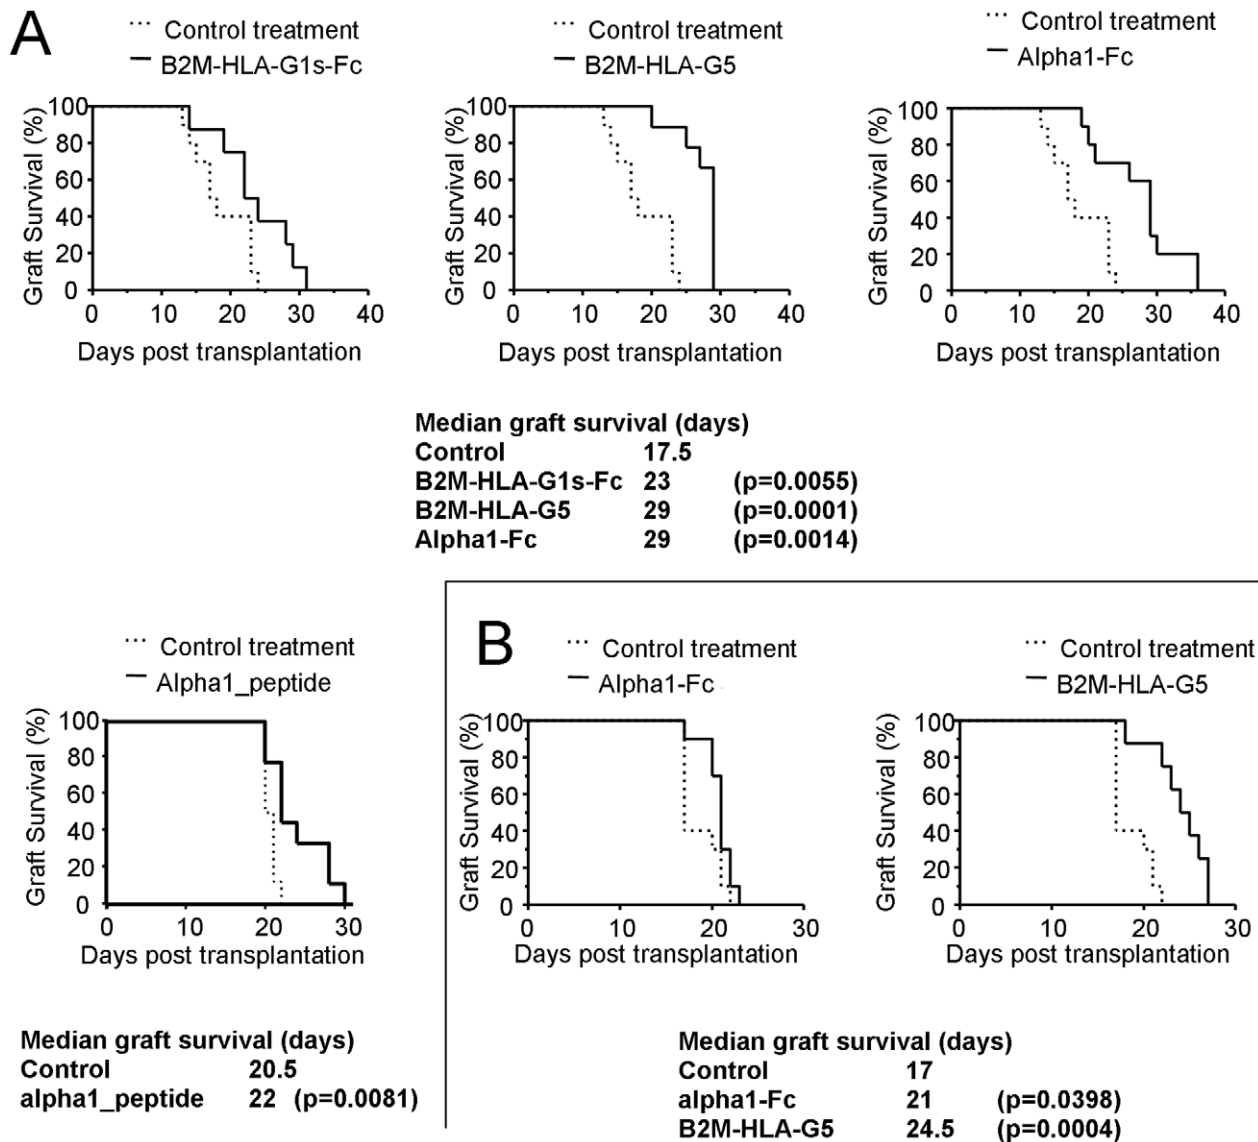 A
Control treatment
B2M-HLA-G1s-Fc
Graft Survival (%)
100
80
60
40
20
0
0 10 20 30 40
Days post transplantation
Control treatment
B2M-HLA-G5
Graft Survival (%)
100
80
60
40
20
0
0 10 20 30 40
Days post transplantation
Control treatment
Alpha1-Fc
Graft Survival (%)
100
80
60
40
20
0
0 10 20 30 40
Days post transplantation
Median graft survival (days)
Control 17.5
B2M-HLA-G1s-Fc 23 (p=0.0055)
B2M-HLA-G5 29 (p=0.0001)
Alpha1-Fc 29 (p=0.0014)
Control treatment
Alpha1_peptide
Graft Survival (%)
100
80
60
40
20
0
0 10 20 30
Days post transplantation
Median graft survival (days)
Control 20.5
alpha1_peptide 22 (p=0.0081)
B
Control treatment
Alpha1-Fc
Graft Survival (%)
100
80
60
40
20
0
0 10 20 30
Days post transplantation
Control treatment
B2M-HLA-G5
Graft Survival (%)
100
80
60
40
20
0
0 10 20 30
Days post transplantation
Median graft survival (days)
Control 17
alpha1-Fc 21 (p=0.0398)
B2M-HLA-G5 24.5 (p=0.0004)